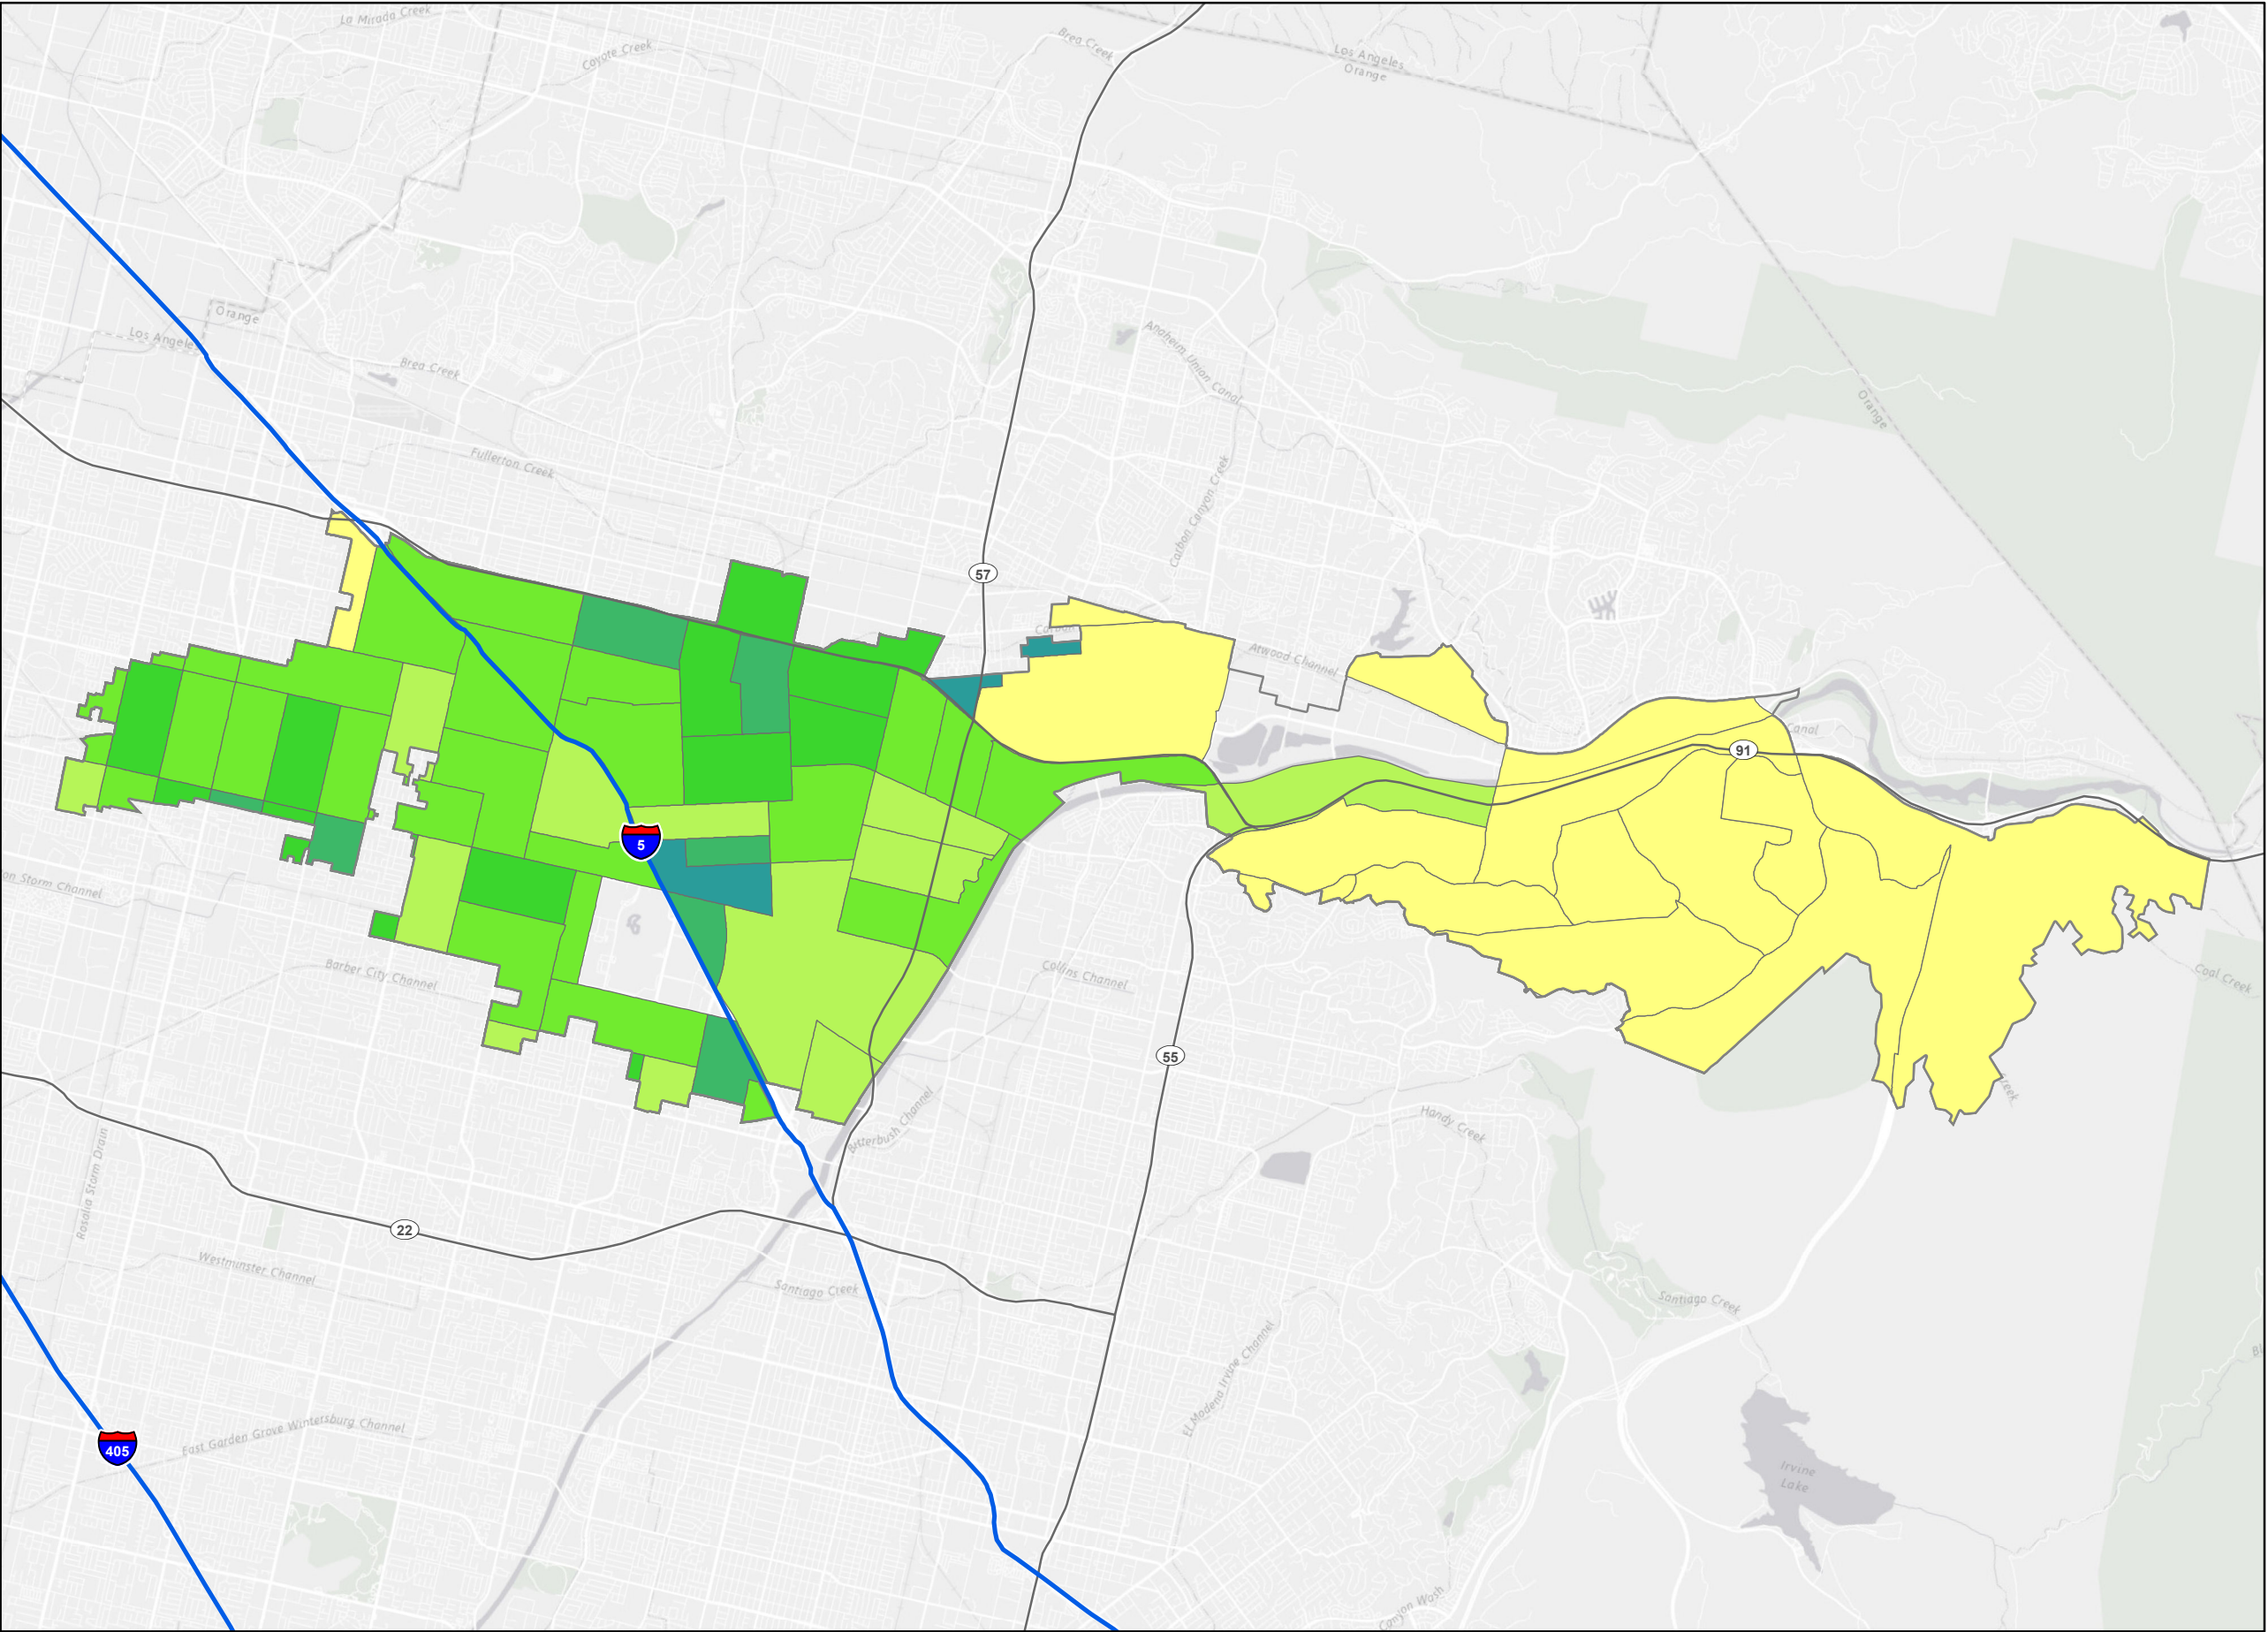 La Mirada Creek
Coyote Creek
Brea Creek
Los Angeles
Orange
Orange
Los Angeles
Brea Creek
Anaheim Union Canal
Orange
Fullerton Creek
Carbon Canyon Creek
57
Carbon
Atwood Channel
Canal
91
5
on Storm Channel
Barber City Channel
Collins Channel
Coal Creek
55
Creek
Bitterbush Channel
Handy Creek
Rosalia Storm Drain
22
Westminster Channel
Santiago Creek
Santiago Creek
El Modena Irvine Channel
East Garden Grove Wintersburg Channel
405
Irvine
Lake
Canyon Wash